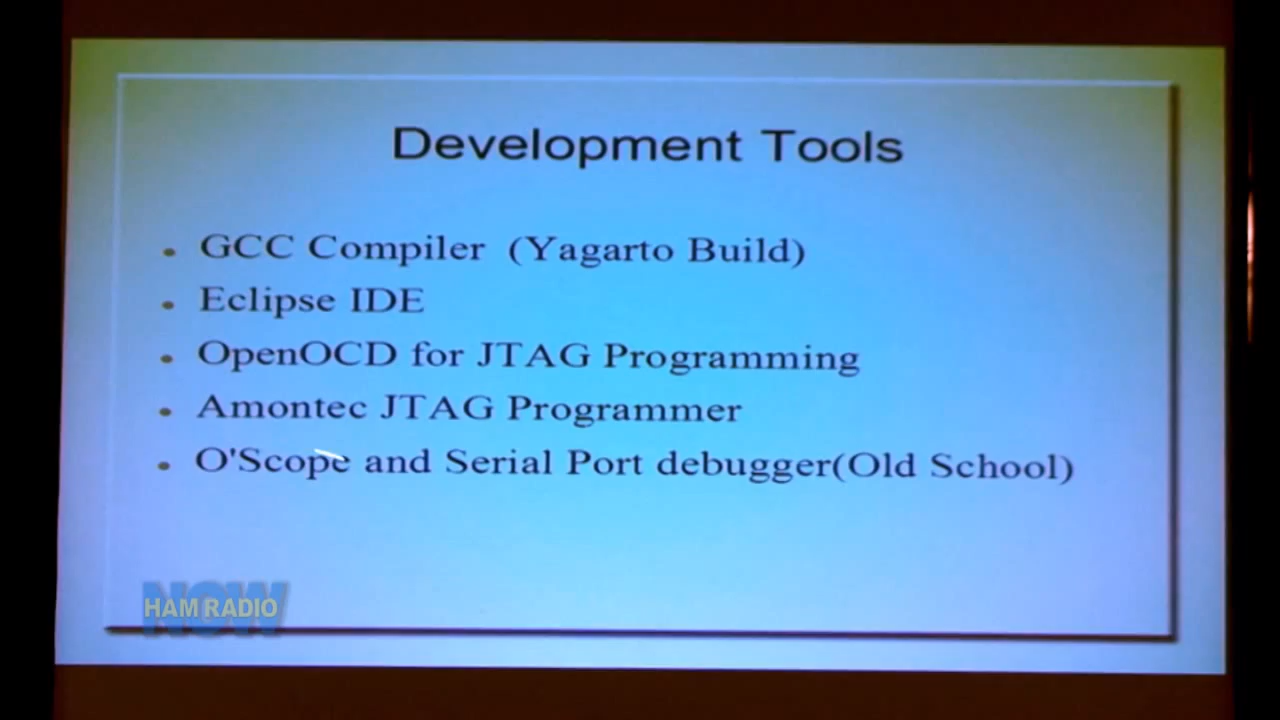 Development Tools
GCC Compiler (Yagarto Build)
Eclipse IDE
OpenOCD for JTAG Programming
Amontec JTAG Programmer
O'Scope and Serial Port debugger(Old School)
NOW
HAM RADIO